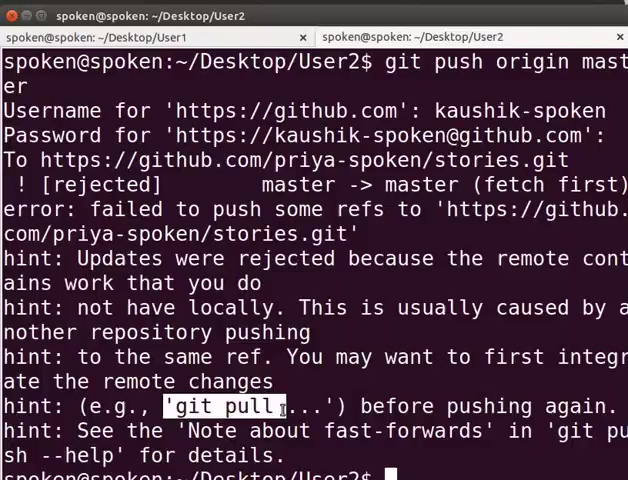 spoken@spoken: ~/Desktop/User2
spoken@spoken: ~/Desktop/User1 × spoken@spoken: ~/Desktop/User2 ×
spoken@spoken:~/Desktop/User2$ git push origin mast
er
Username for 'https://github.com': kaushik-spoken
Password for 'https://kaushik-spoken@github.com':
To https://github.com/priya-spoken/stories.git
 ! [rejected]        master -> master (fetch first)
error: failed to push some refs to 'https://github.
com/priya-spoken/stories.git'
hint: Updates were rejected because the remote cont
ains work that you do
hint: not have locally. This is usually caused by a
nother repository pushing
hint: to the same ref. You may want to first integr
ate the remote changes
hint: (e.g., 'git pull ...') before pushing again.
hint: See the 'Note about fast-forwards' in 'git pu
sh --help' for details.
spoken@spoken:~/Desktop/User2$